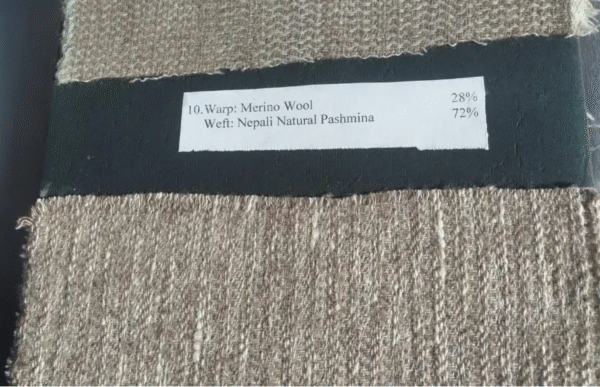 10. Warp: Merino Wool 28%
Weft: Nepali Natural Pashmina 72%